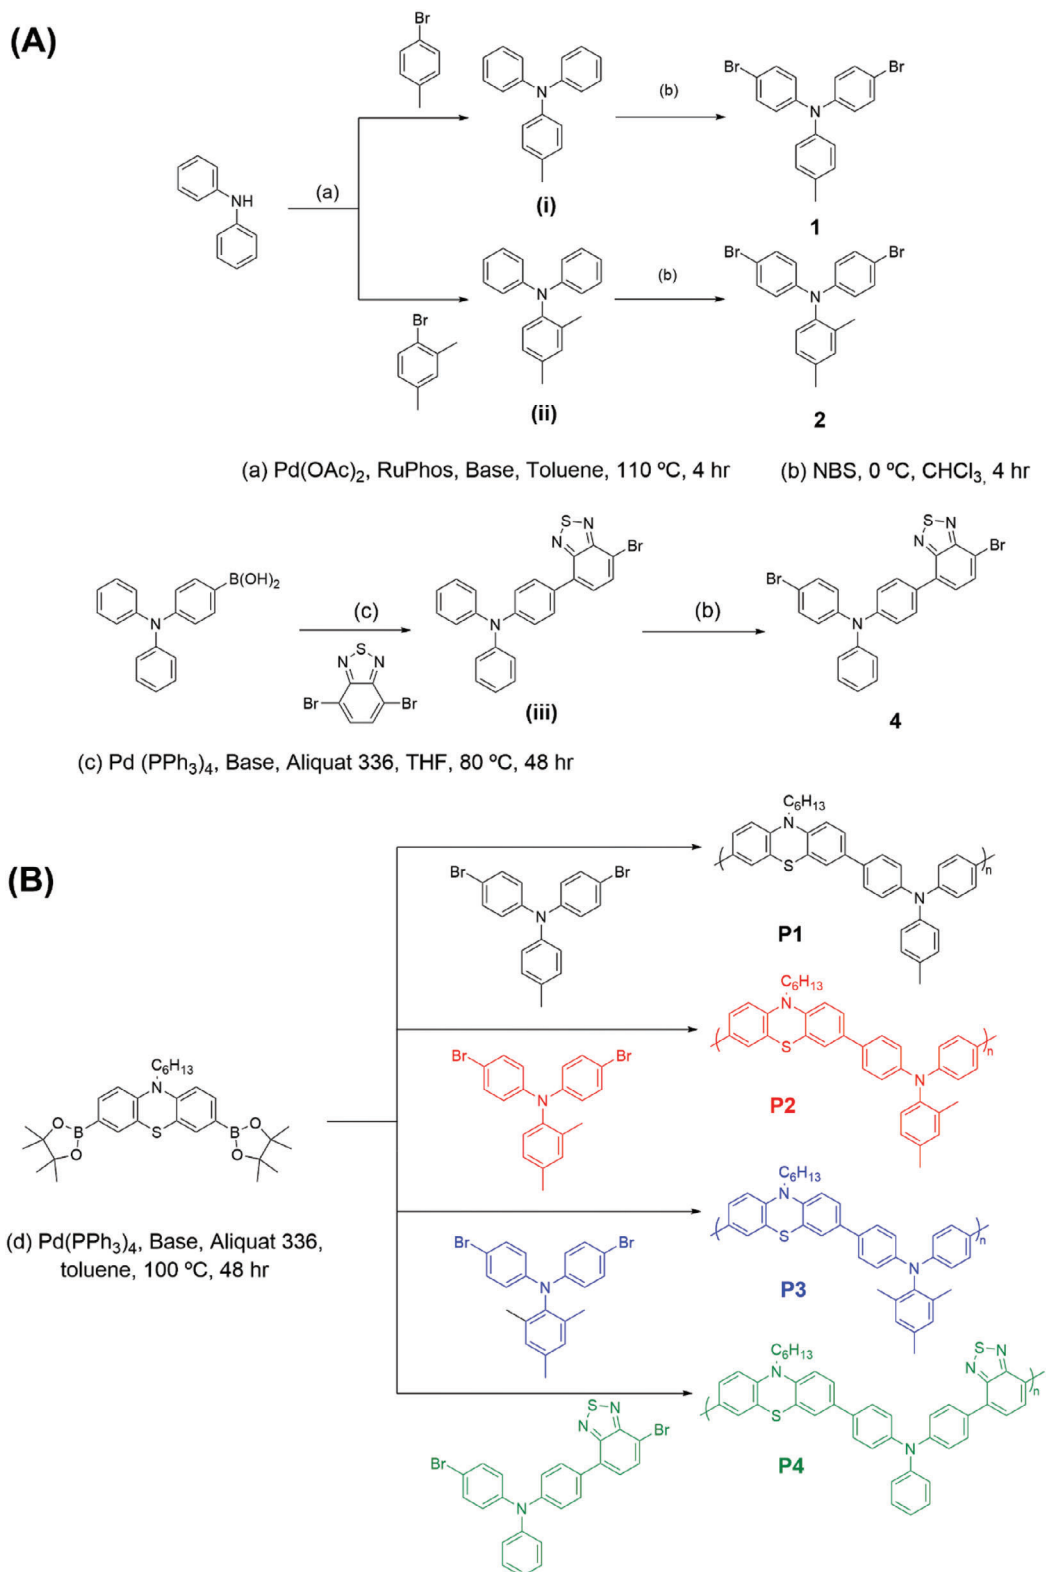 (A)
Br
Br
Br
N
(b)
N
(i)
1
NH
(a)
Br
Br
N
(b)
N
Br
(ii)
2
(a) Pd(OAc)2, RuPhos, Base, Toluene, 110 ºC, 4 hr
(b) NBS, 0 ºC, CHCl3, 4 hr
B(OH)2
N
(c)
N S N
Br Br
N S N
Br
N
(iii)
(b)
N S N
Br
Br
N
4
(c) Pd (PPh3)4, Base, Aliquat 336, THF, 80 ºC, 48 hr
(B)
C6H13
N
S
O B O
O B O
(d) Pd(PPh3)4, Base, Aliquat 336,
toluene, 100 ºC, 48 hr
Br Br
N
C6H13
N
S
N
n
P1
Br Br
N
C6H13
N
S
N
n
P2
Br Br
N
C6H13
N
S
N
n
P3
N S N
Br
Br
N
C6H13
N
S
N S N
N
n
P4